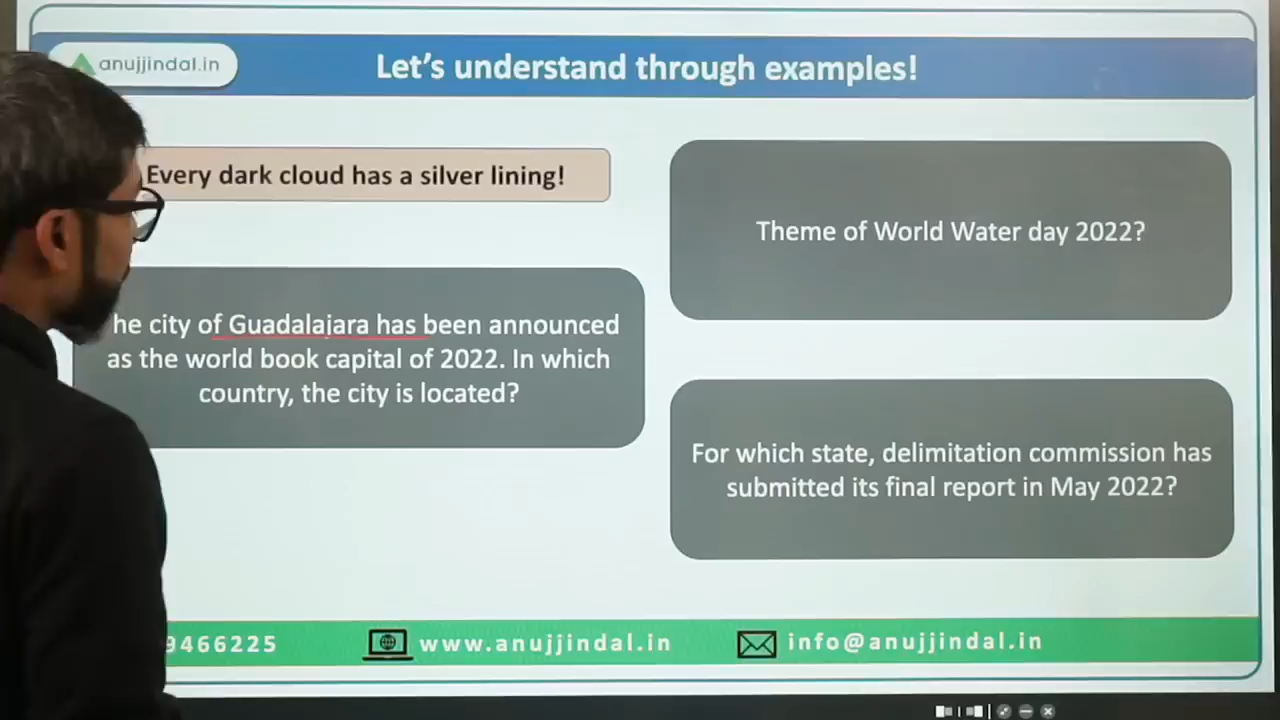 anujjindal.in
Let's understand through examples!
Every dark cloud has a silver lining!
Theme of World Water day 2022?
he city of Guadalajara has been announced
as the world book capital of 2022. In which
country, the city is located?
For which state, delimitation commission has
submitted its final report in May 2022?
9466225
www.anujjindal.in
info@anujjindal.in